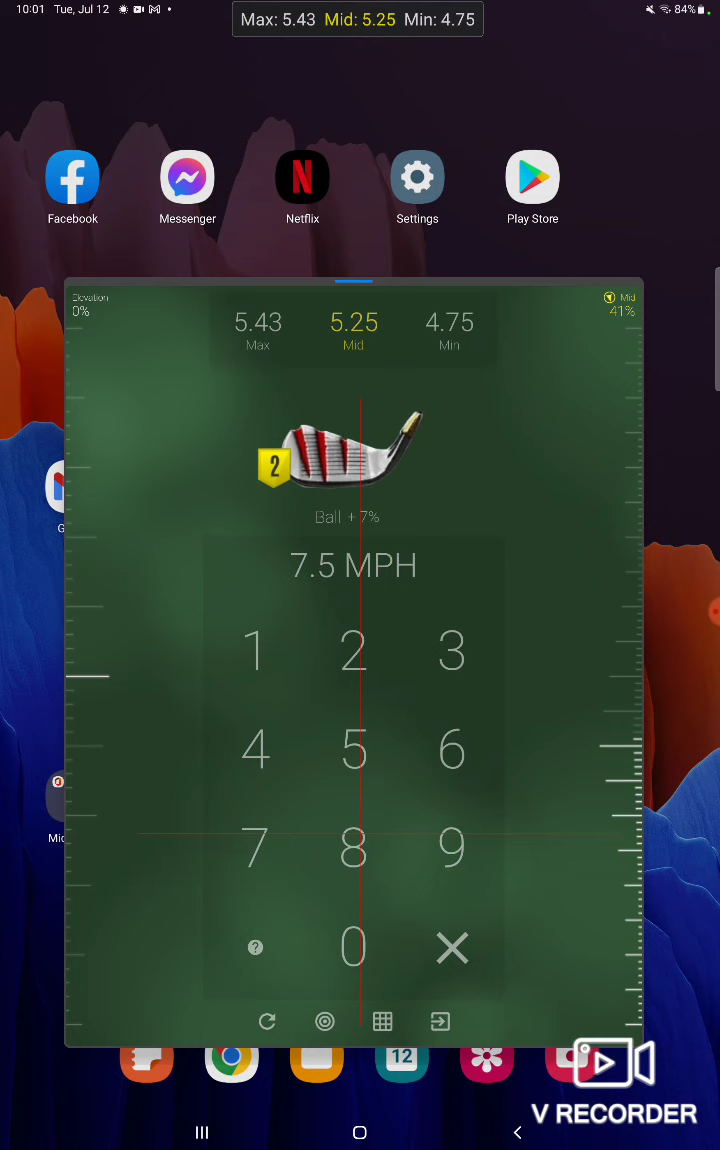 10:01 Tue, Jul 12
Max: 5.43 Mid: 5.25 Min: 4.75
84%
Facebook
Messenger
Netflix
Settings
Play Store
Elevation
0%
Mid
41%
5.43 5.25 4.75
Max Mid Min
2
Ball + 7%
7.5 MPH
1 2 3
4 5 6
7 8 9
? 0 ×
G
Mic
12
V RECORDER